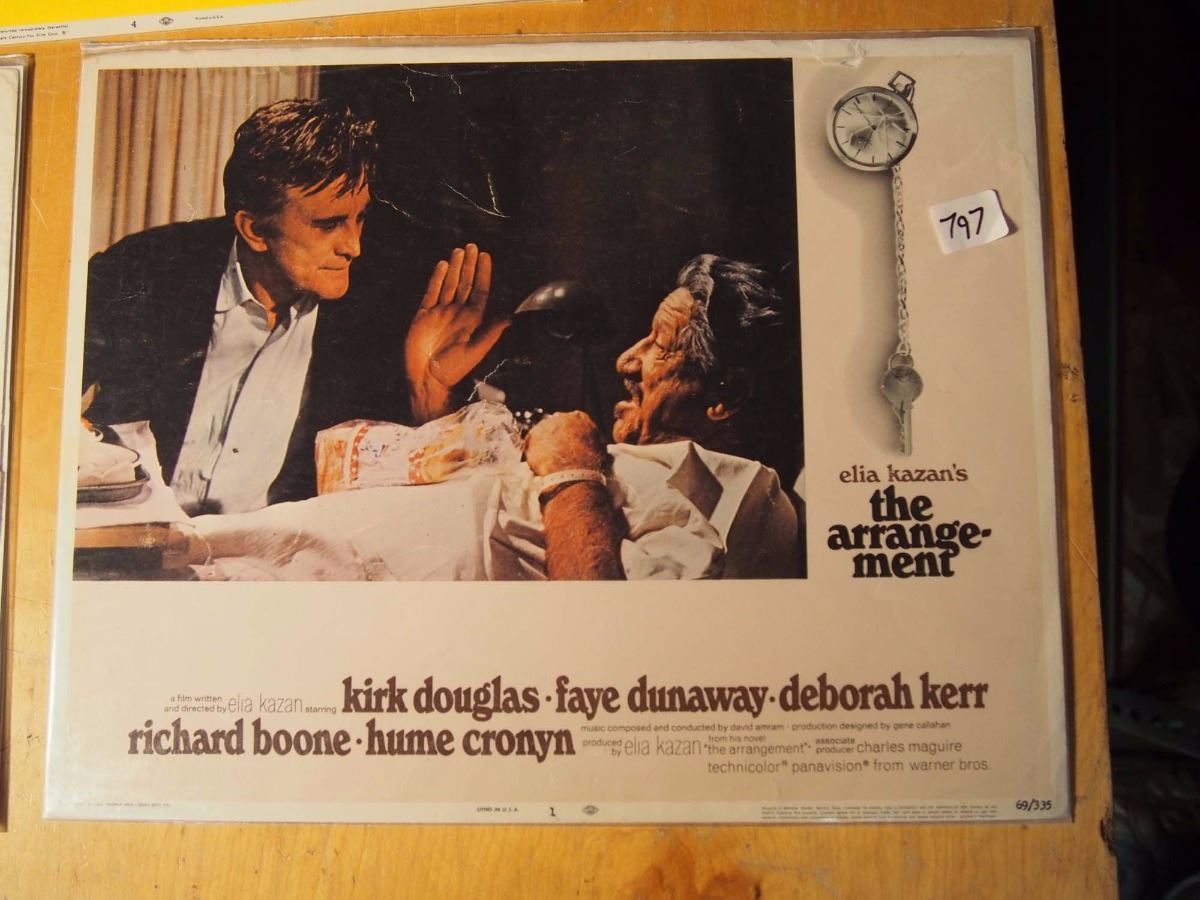 4
Printed in U.S.A.
797
elia kazan's
the
arrange-
ment
a film written
and directed by elia kazan starring kirk douglas · faye dunaway · deborah kerr
richard boone · hume cronyn
music composed and conducted by david amram · production designed by gene callahan
produced by elia kazan from his novel "the arrangement" · associate producer charles maguire
technicolor® panavision® from warner bros.
LITHO. IN U.S.A.
1
69/335